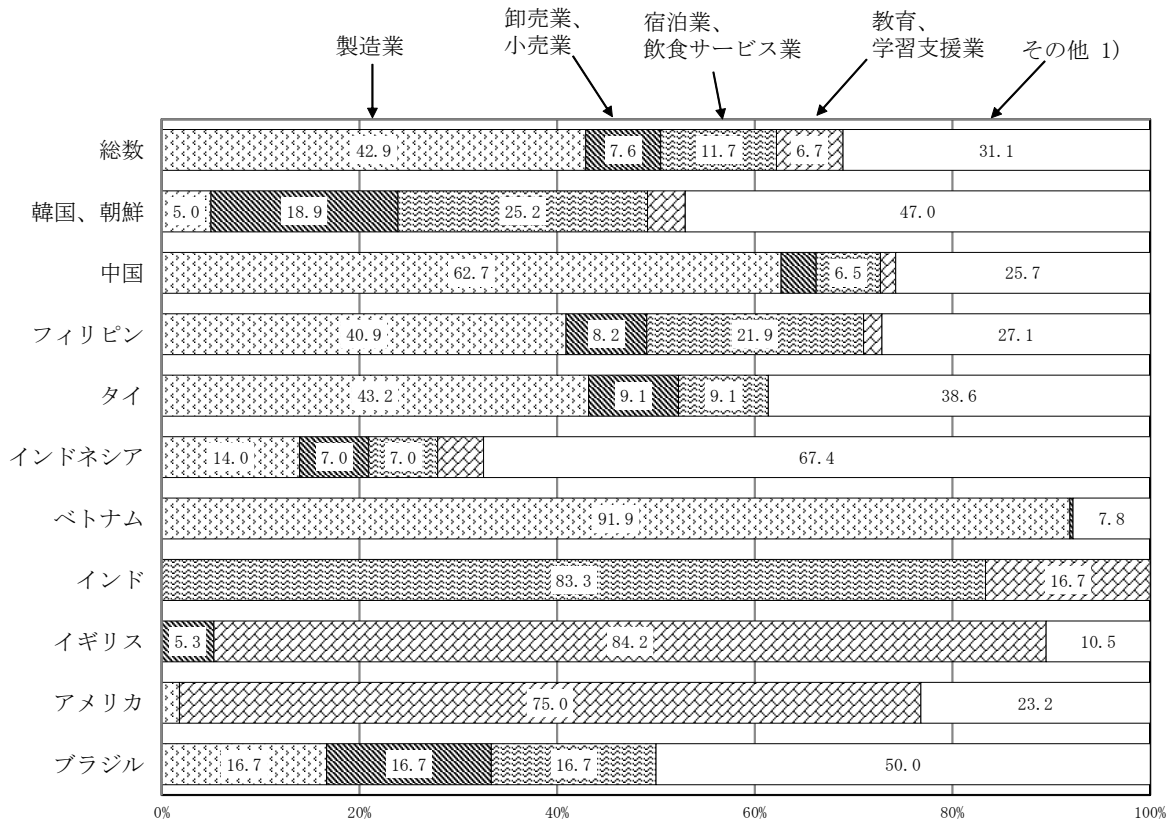 製造業
卸売業、
小売業
宿泊業、
飲食サービス業
教育、
学習支援業
その他 1)
総数 42.9 7.6 11.7 6.7 31.1
韓国、朝鮮 5.0 18.9 25.2 47.0
中国 62.7 6.5 25.7
フィリピン 40.9 8.2 21.9 27.1
タイ 43.2 9.1 9.1 38.6
インドネシア 14.0 7.0 7.0 67.4
ベトナム 91.9 7.8
インド 83.3 16.7
イギリス 5.3 84.2 10.5
アメリカ 75.0 23.2
ブラジル 16.7 16.7 16.7 50.0
0% 20% 40% 60% 80% 100%